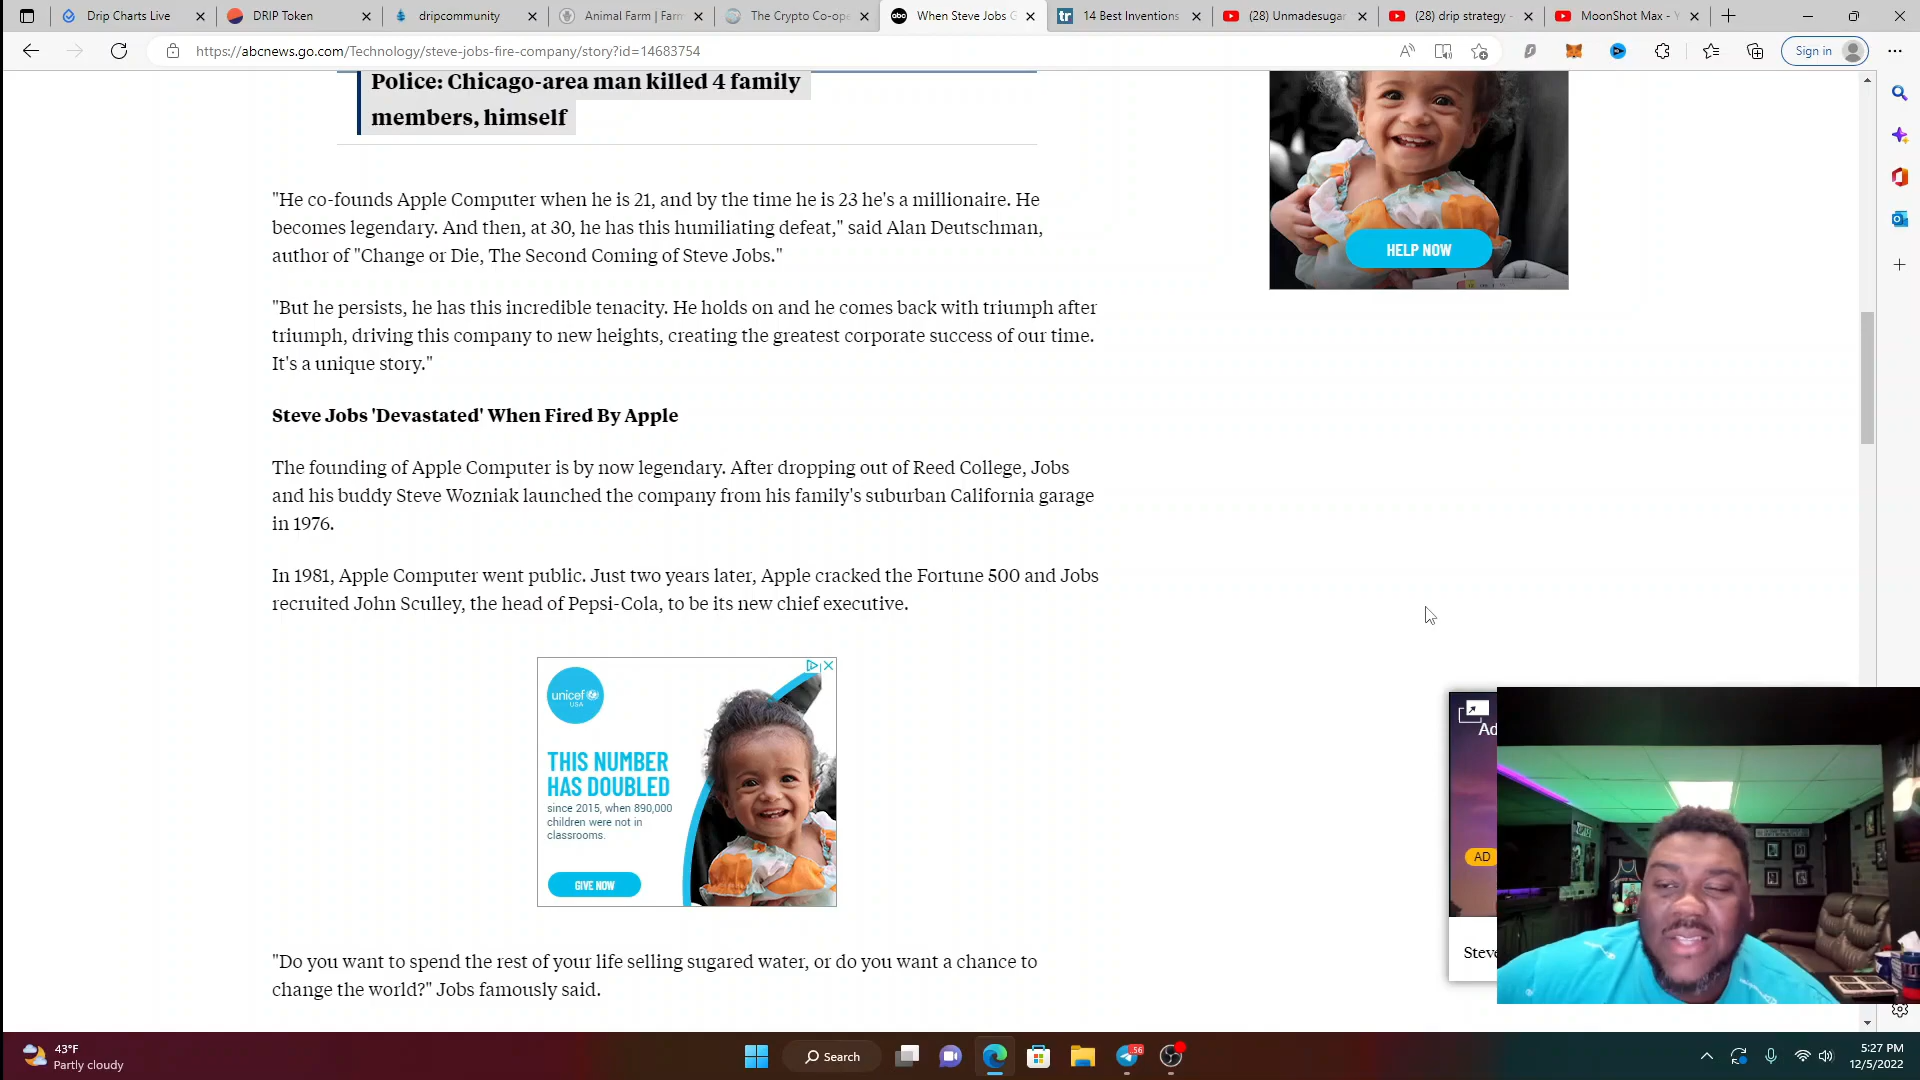 Drip Charts Live
DRIP Token
dripcommunity
Animal Farm | Farm
The Crypto Co-op
When Steve Jobs G
14 Best Inventions
(28) Unmadesugar
(28) drip strategy -
MoonShot Max - Y
https://abcnews.go.com/Technology/steve-jobs-fire-company/story?id=14683754
Sign in
Police: Chicago-area man killed 4 family
members, himself
HELP NOW
"He co-founds Apple Computer when he is 21, and by the time he is 23 he's a millionaire. He
becomes legendary. And then, at 30, he has this humiliating defeat," said Alan Deutschman,
author of "Change or Die, The Second Coming of Steve Jobs."
"But he persists, he has this incredible tenacity. He holds on and he comes back with triumph after
triumph, driving this company to new heights, creating the greatest corporate success of our time.
It's a unique story."
Steve Jobs 'Devastated' When Fired By Apple
The founding of Apple Computer is by now legendary. After dropping out of Reed College, Jobs
and his buddy Steve Wozniak launched the company from his family's suburban California garage
in 1976.
In 1981, Apple Computer went public. Just two years later, Apple cracked the Fortune 500 and Jobs
recruited John Sculley, the head of Pepsi-Cola, to be its new chief executive.
unicef
USA
THIS NUMBER
HAS DOUBLED
since 2015, when 890,000
children were not in
classrooms.
GIVE NOW
Ad
AD
Steve
"Do you want to spend the rest of your life selling sugared water, or do you want a chance to
change the world?" Jobs famously said.
43°F
Partly cloudy
Search
56
5:27 PM
12/5/2022